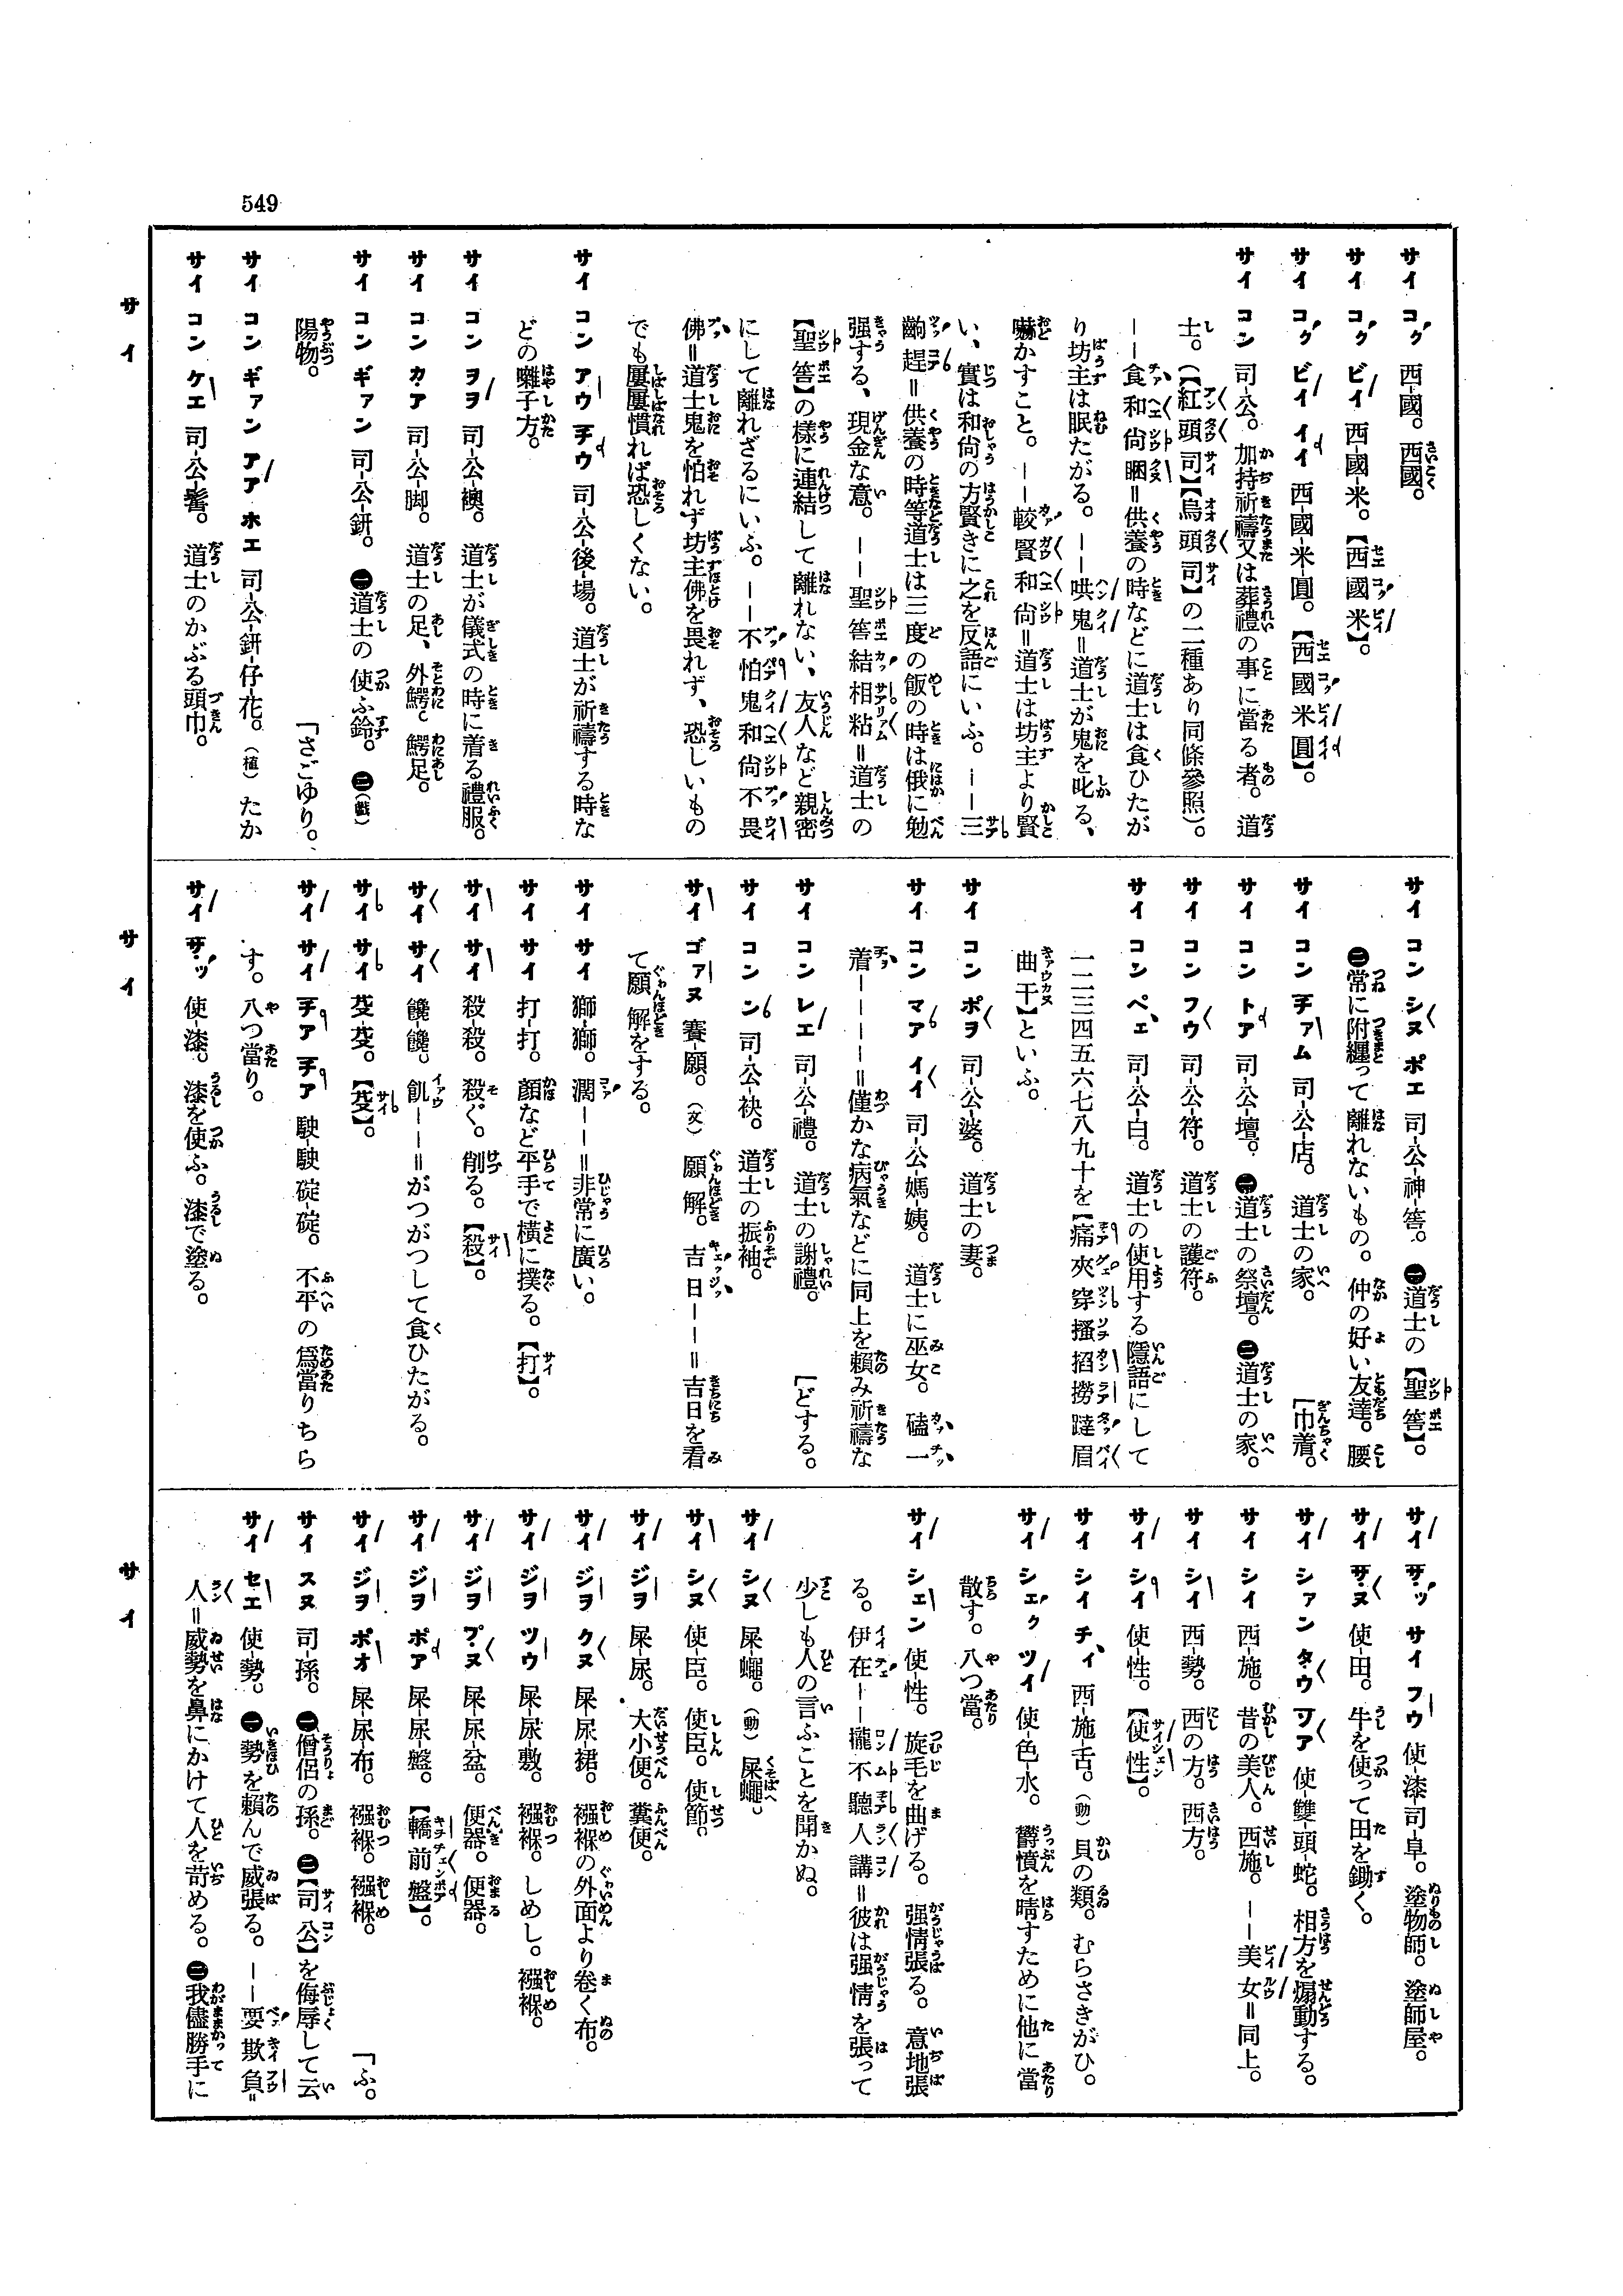 549
サイ コク 西-國。西國。
サイ コク ビイ 西-國-米。【西國米】。
サイ コク ビイ イイ 西-國-米-圓。【西國米圓】。
サイ コン 司-公。加持祈禱又は葬禮の事に當る者。道
士。(【紅頭司】【烏頭司】の二種あり同條參照)。
——食和尙睏=供養の時などに道士は食ひたが
り坊主は眠たがる。——哄鬼=道士が鬼を叱る、
嚇かすこと。——較賢和尙=道士は坊主より賢
い、實は和尙の方賢きに之を反語にいふ。——三
齣趕=供養の時等道士は三度の飯の時は俄に勉
强する、現金な意。——聖筶結相粘=道士の
【聖筶】の樣に連結して離れない、友人など親密
にして離れざるにいふ。——不怕鬼和尙不畏
佛=道士鬼を怕れず坊主佛を畏れず、恐しいもの
でも屢屢慣れば恐しくない。
サイ コン アウ チウ 司-公-後-場。道士が祈禱する時な
どの囃子方。
サイ コン ヲヲ 司-公-襖。道士が儀式の時に着る禮服。
サイ コン カア 司-公-脚。道士の足、外鰐。鰐足。
サイ コン ギァン 司-公-鈃。㊀道士の使ふ鈴。㊁(戲)
陽物。
「さごゆり。
サイ コン ギァン アア ホエ 司-公-鈃-仔-花。(植)たか
サイ コン ケエ 司-公-髻。道士のかぶる頭巾。
サイ
サイ コン シヌ ポエ 司-公-神-筶。㊀道士の【聖筶】。
㊁常に附纒って離れないもの。仲の好い友達。腰
「巾着。
サイ コン チァム 司-公-店。道士の家。
サイ コン トア 司-公-壇。㊀道士の祭壇。㊁道士の家。
サイ コン フウ 司-公-符。道士の護符。
サイ コン ペェ 司-公-白。道士の使用する隱語にして
一二三四五六七八九十を【痛夾穿搔掐撈躂眉
曲干】といふ。
サイ コン ポヲ 司-公-婆。道士の妻。
サイ コン マア イイ 司-公-媽-姨。道士に巫女。磕一
着————=僅かな病氣などに同上を賴み祈禱な
「どする。
サイ コン レエ 司-公-禮。道士の謝禮。
サイ コン ン 司-公-袂。道士の振袖。
サイ ゴァヌ 賽-願。(文)願解。吉日——=吉日を看
て願解をする。
サイ サイ 獅-獅。濶——=非常に廣い。
サイ サイ 打-打。顏など平手で橫に撲る。【打】。
サイ サイ 殺-殺。殺ぐ。削る。【殺】。
サイ サイ 饞-饞。飢——=がつがつして食ひたがる。
サイ サイ チア チア 駛-駛 碇-碇。不平の爲當りちら
す。八つ當り。
サイ サッ 使-漆。漆を使ふ。漆で塗る。
サイ
サイ サッ サイ フウ 使-漆-司-阜。塗物師。塗師屋。
サイ サヌ 使-田。牛を使って田を鋤く。
サイ シァン タウ ツア 使-雙-頭-蛇。相方を煽動する。
サイ シイ 西-施。昔の美人。西施。——美女=同上。
サイ シイ 西-勢。西の方。西方。
サイ シイ 使-性。【使性】。
サイ シイ チィ 西-施-舌。(動)貝の類。むらさきがひ。
サイ シェク ツイ 使-色-水。欝憤を晴すために他に當
散す。八つ當。
サイ シェン 使-性。旋毛を曲げる。强情張る。意地張
る。伊在——攏不聽人講=彼は强情を張って
少しも人の言ふことを聞かぬ。
サイ シヌ 屎-蠅。(動)屎蠅。
サイ シヌ 使-臣。使臣。使節。
サイ ジヲ 屎-尿。大小便。糞便。
サイ ジヲ クヌ 屎-尿-裙。襁褓の外面より卷く布。
サイ ジヲ ツウ 屎-尿-敷。襁褓。しめし。襁褓。
サイ ジヲ プヌ 屎-尿-盆。便器。便器。
サイ ジヲ ポア 屎-尿-盤。【轎前盤】。
サイ ジヲ ポオ 屎-尿-布。襁褓。襁褓。
「ふ。
サイ スヌ 司-孫。㊀僧侶の孫。㊁【司公】を侮辱して云
サイ セエ 使-勢。㊀勢を賴んで威張る。——要欺負
人=威勢を鼻にかけて人を苛める。㊁我儘勝手に
サイ